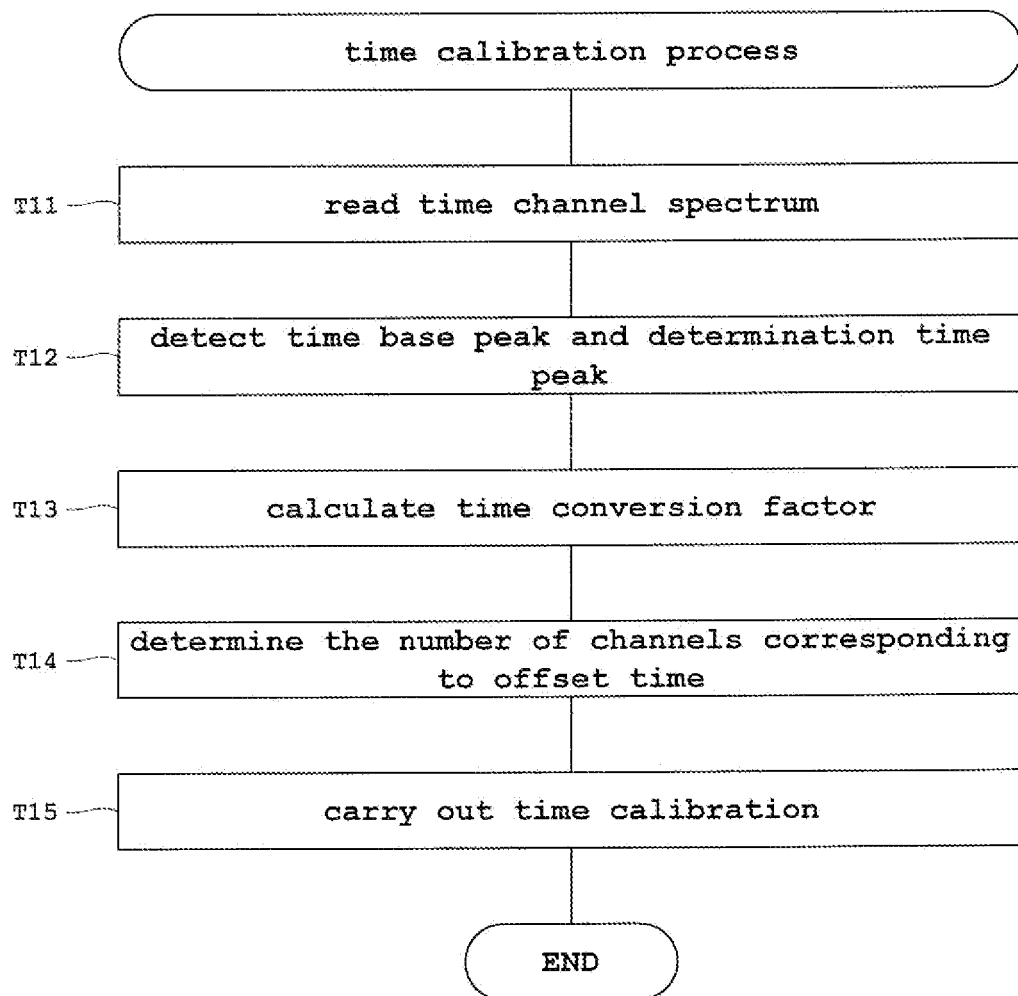 time calibration process
T11
read time channel spectrum
T12
detect time base peak and determination time
peak
T13
calculate time conversion factor
T14
determine the number of channels corresponding
to offset time
T15
carry out time calibration
END